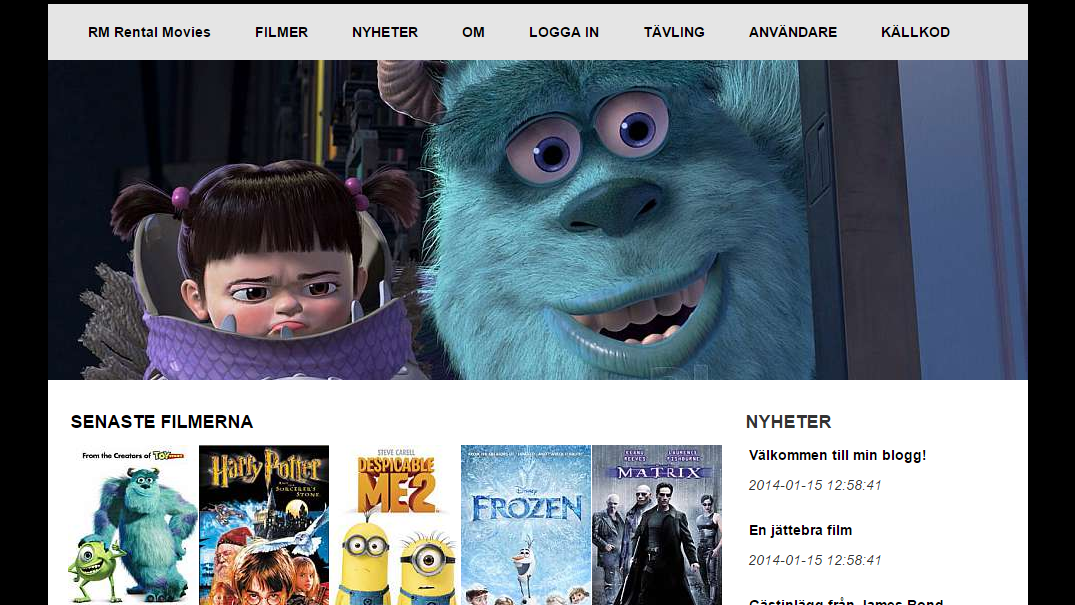 RM Rental Movies FILMER NYHETER OM LOGGA IN TÄVLING ANVÄNDARE KÄLLKOD
SENASTE FILMERNA
From the Creators of TOY STORY
Harry Potter
AND THE
SORCERER'S STONE
STEVE CARELL
DESPICABLE
ME2
Disney
FROZEN
KEANU REEVES
LAURENCE FISHBURNE
MATRIX
NYHETER
Välkommen till min blogg!
2014-01-15 12:58:41
En jättebra film
2014-01-15 12:58:41
Gästinlägg från James Bond